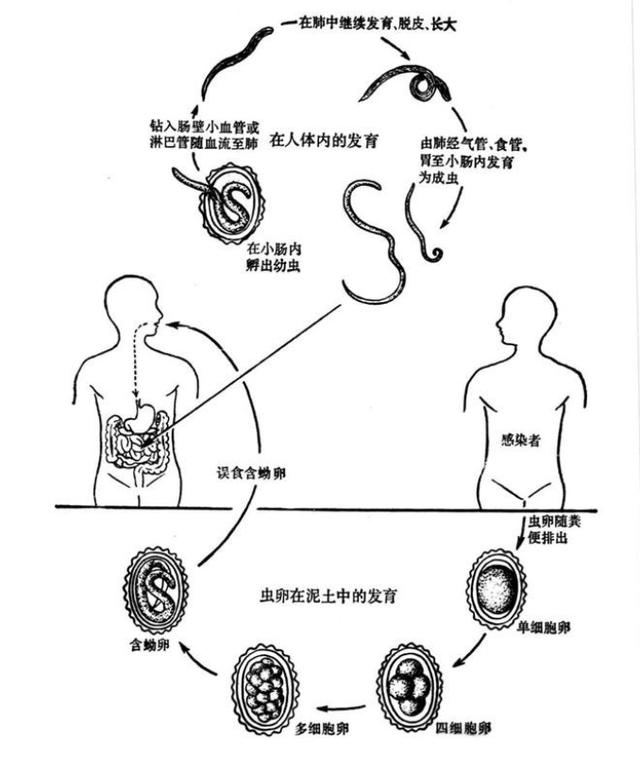 在肺中继续发育、脱皮、长大
钻入肠壁小血管或
淋巴管随血流至肺
在人体内的发育
由肺经气管、食管,
胃至小肠内发育
为成虫
在小肠内
孵出幼虫
感染者
误食含蚴卵
虫卵随粪
便排出
虫卵在泥土中的发育
单细胞卵
含蚴卵
多细胞卵
四细胞卵